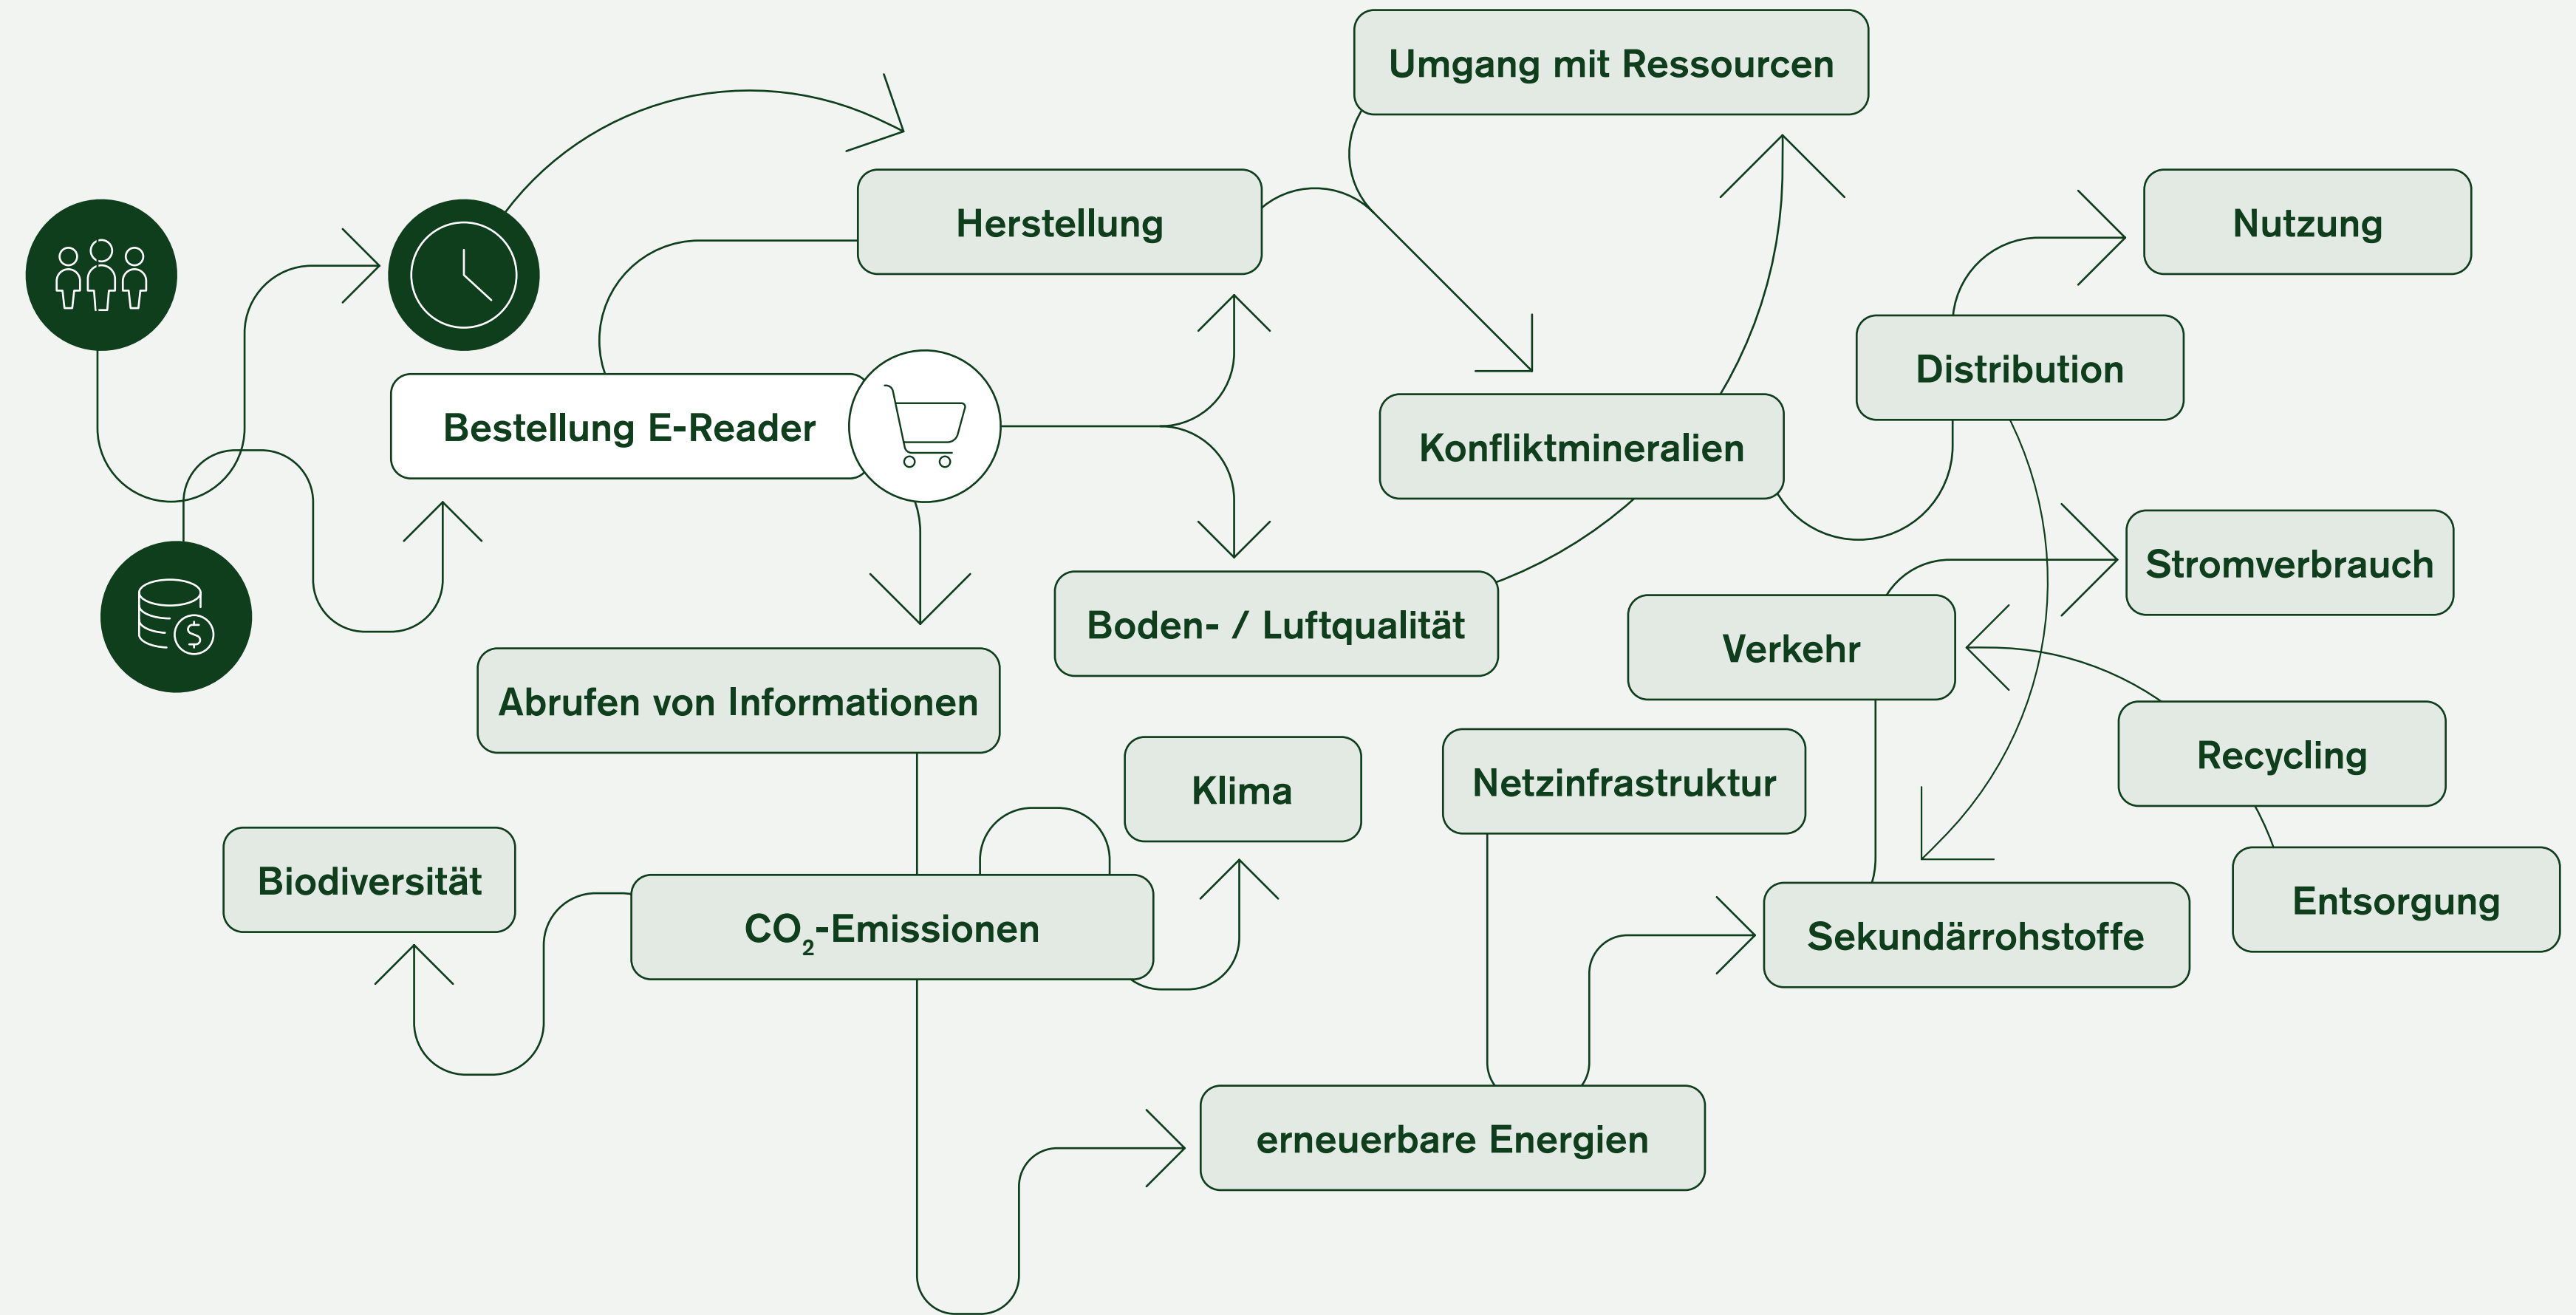 Umgang mit Ressourcen
Herstellung
Nutzung
Distribution
Bestellung E-Reader
Konfliktmineralien
Stromverbrauch
Boden- / Luftqualität
Verkehr
Abrufen von Informationen
Recycling
Klima
Netzinfrastruktur
Biodiversität
CO₂-Emissionen
Sekundärrohstoffe
Entsorgung
erneuerbare Energien
$